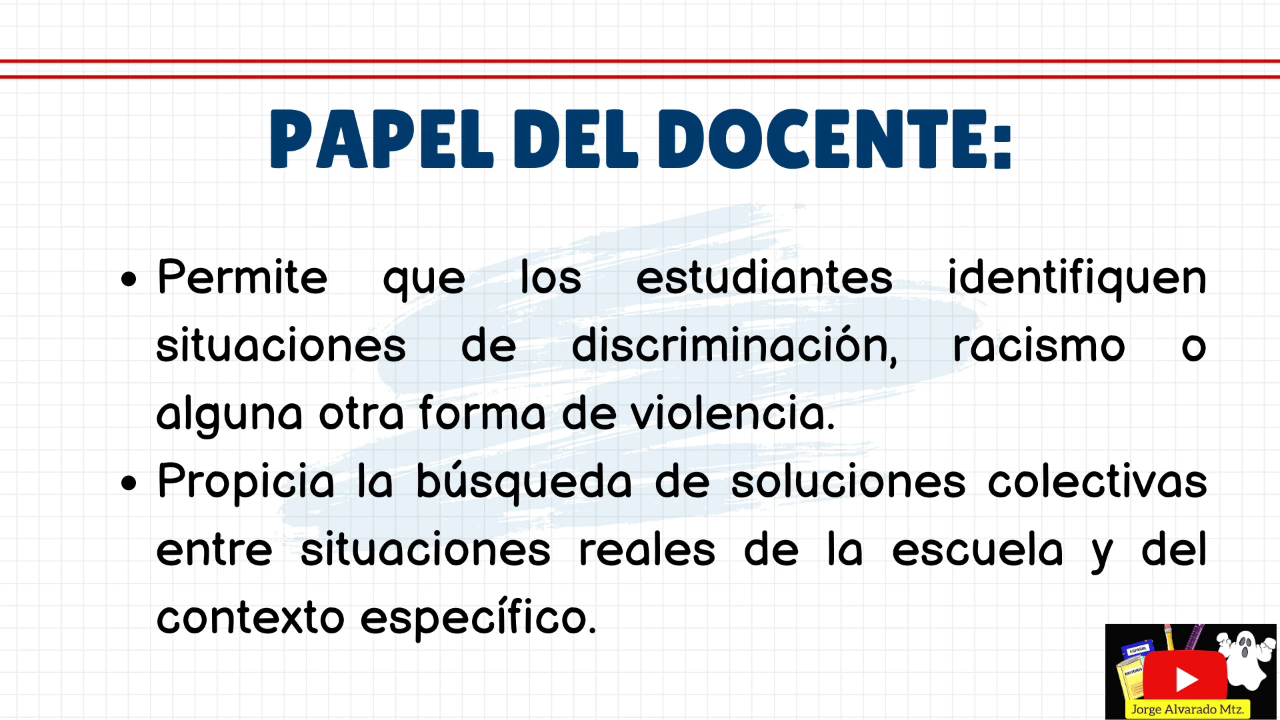 PAPEL DEL DOCENTE:
• Permite que los estudiantes identifiquen
situaciones de discriminación, racismo o
alguna otra forma de violencia.
• Propicia la búsqueda de soluciones colectivas
entre situaciones reales de la escuela y del
contexto específico.
Jorge Alvarado Mtz.